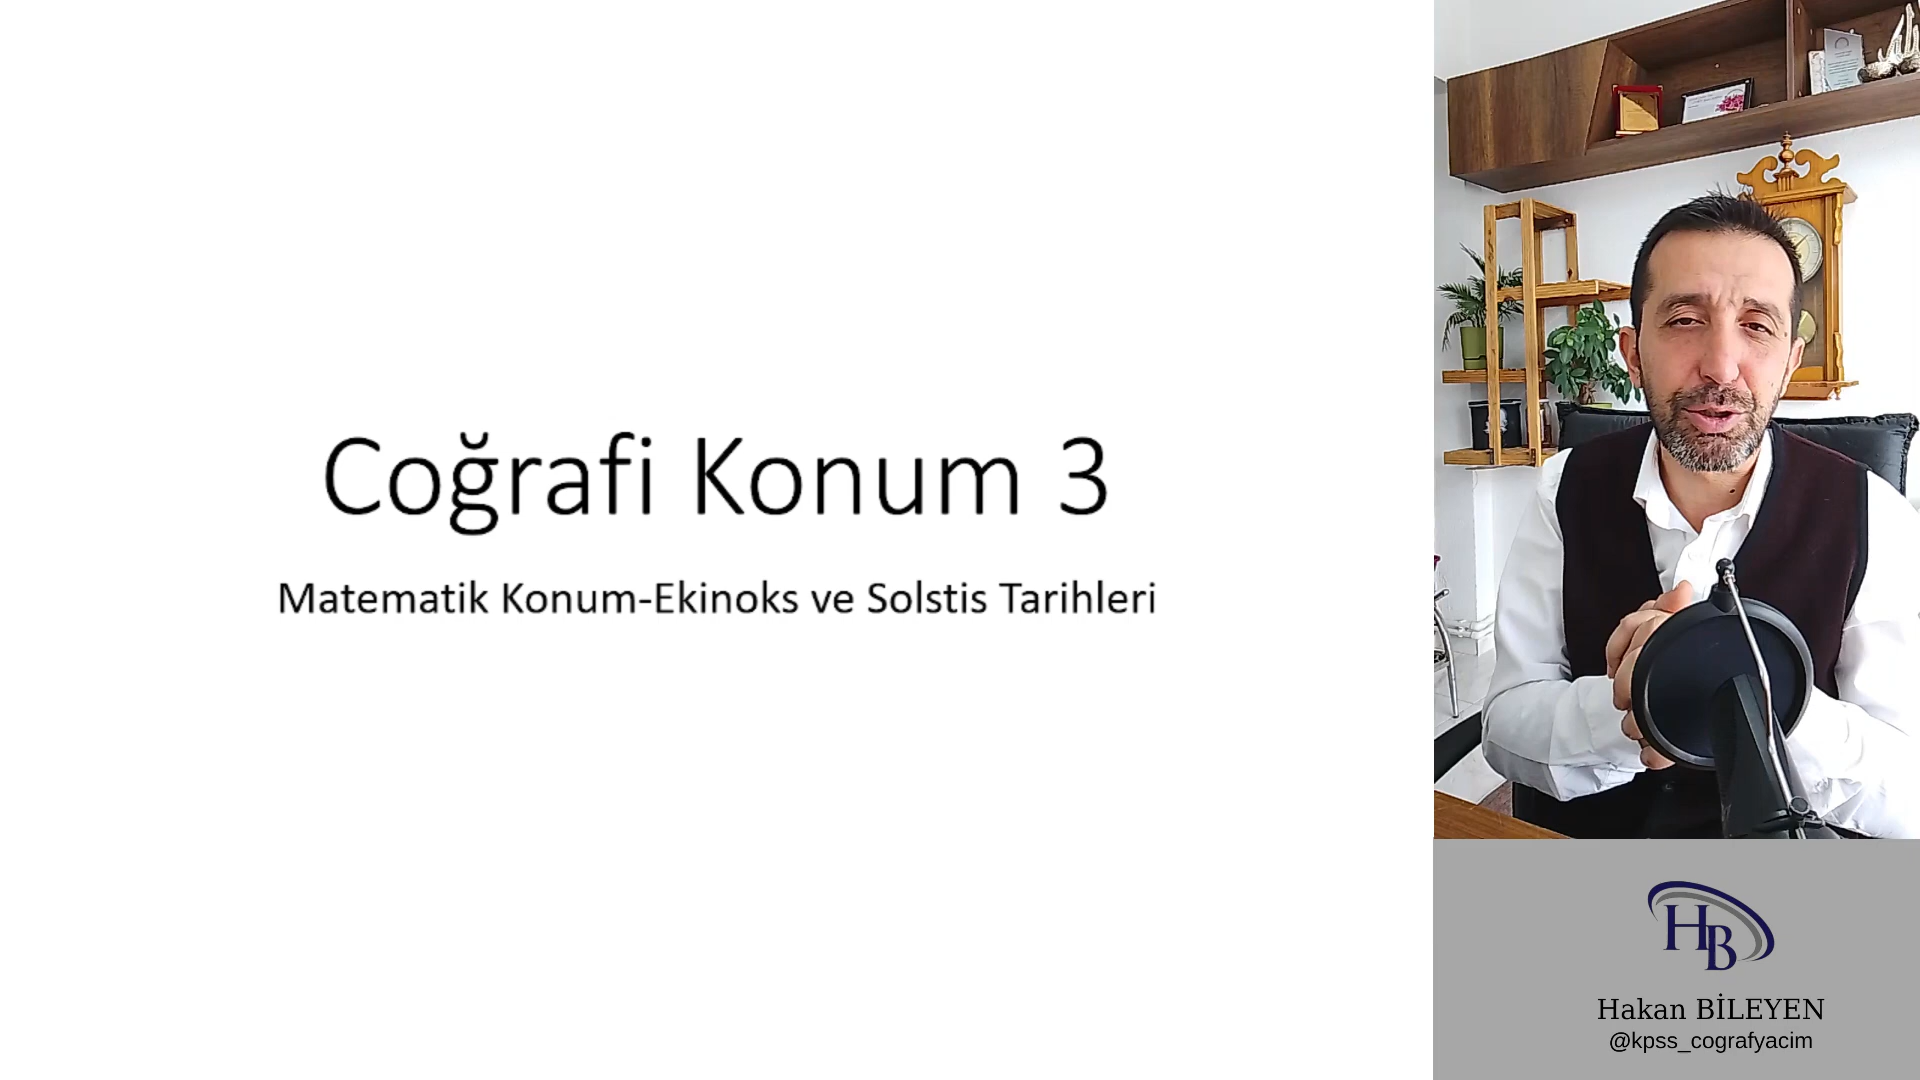 Coğrafi Konum 3
Matematik Konum-Ekinoks ve Solstis Tarihleri
HB
Hakan BİLEYEN
@kpss_cografyacim